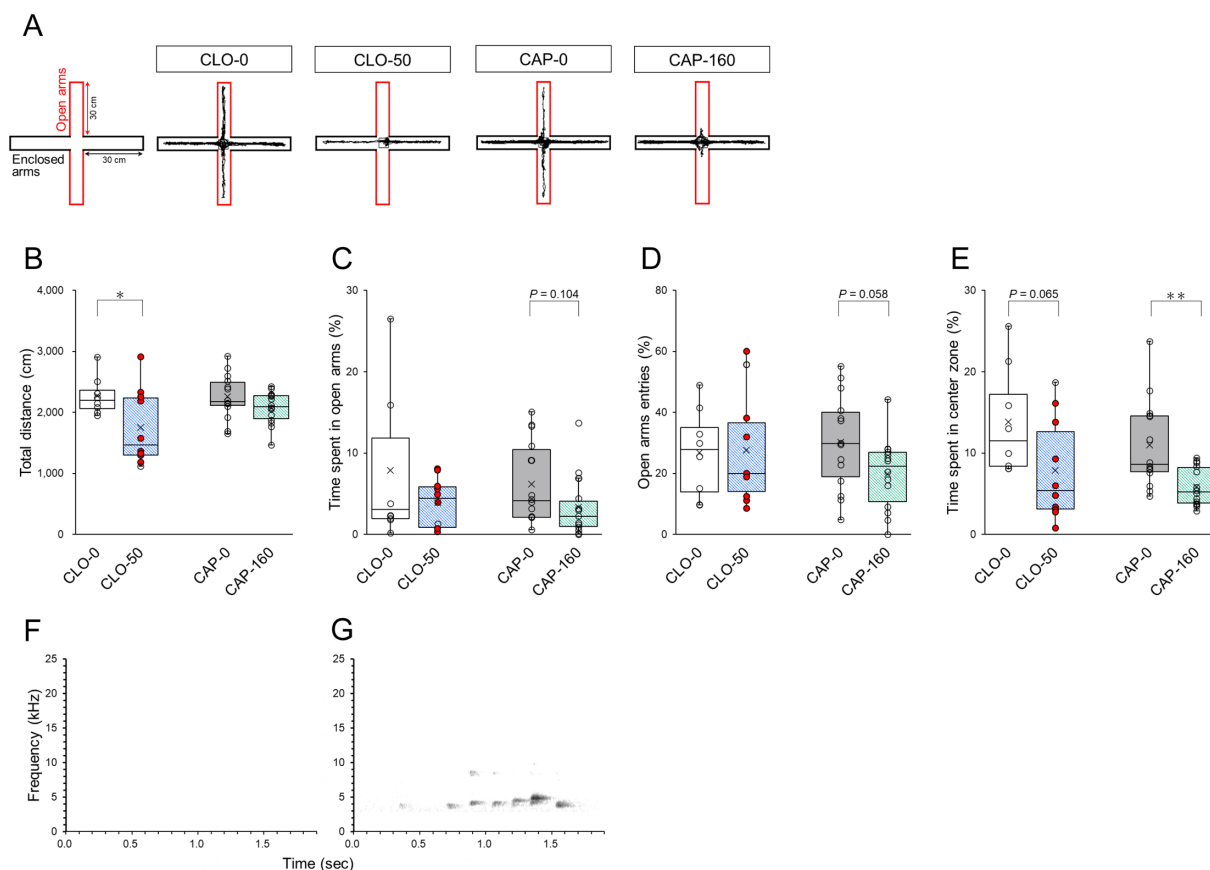 A
CLO-0
CLO-50
CAP-0
CAP-160
Open arms
30 cm
Enclosed
arms
30 cm
B
Total distance (cm)
4,000
3,000
2,000
1,000
0
*
CLO-0
CLO-50
CAP-0
CAP-160
C
Time spent in open arms (%)
30
20
10
0
P = 0.104
CLO-0
CLO-50
CAP-0
CAP-160
D
Open arms entries (%)
80
60
40
20
0
P = 0.058
CLO-0
CLO-50
CAP-0
CAP-160
E
Time spent in center zone (%)
30
20
10
0
P = 0.065
**
CLO-0
CLO-50
CAP-0
CAP-160
F
Frequency (kHz)
25
20
15
10
5
0
0.0
0.5
1.0
1.5
G
25
20
15
10
5
0
0.0
0.5
1.0
1.5
Time (sec)